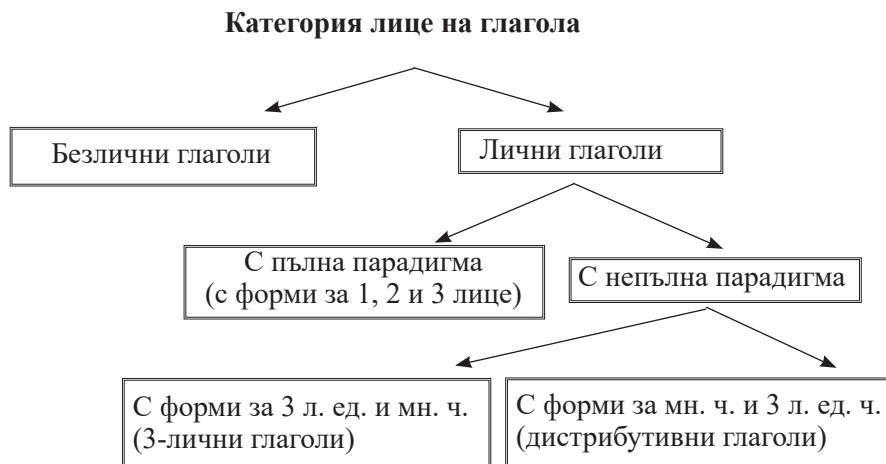 Категория лице на глагола
Безлични глаголи
Лични глаголи
С пълна парадигма
(с форми за 1, 2 и 3 лице)
С непълна парадигма
С форми за 3 л. ед. и мн. ч.
(3-лични глаголи)
С форми за мн. ч. и 3 л. ед. ч.
(дистрибутивни глаголи)